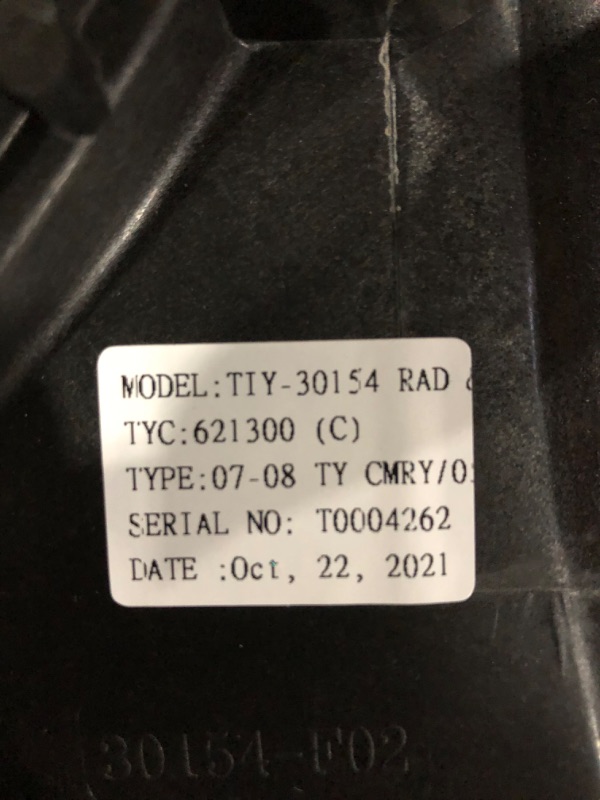 MODEL:TIY-30154 RAD
TYC:621300 (C)
TYPE:07-08 TY CMRY/0
SERIAL NO: T0004262
DATE :Oct, 22, 2021
30154-F02